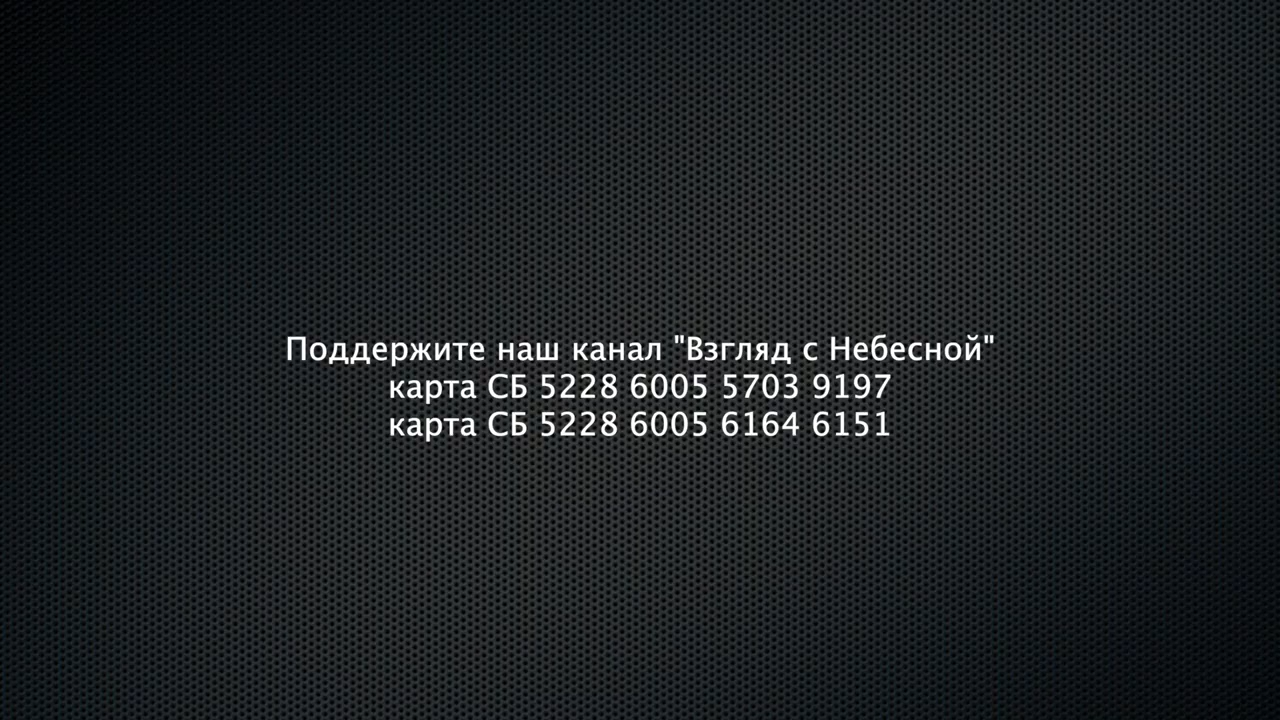 Поддержите наш канал "Взгляд с Небесной"
карта СБ 5228 6005 5703 9197
карта СБ 5228 6005 6164 6151